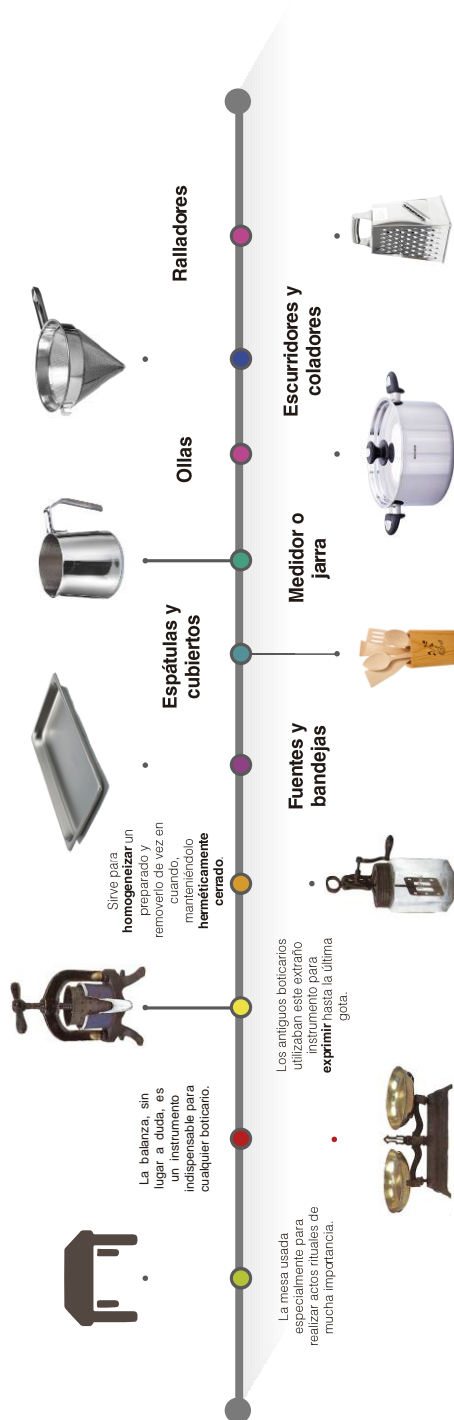 La mesa usada
especialmente para
realizar actos rituales de
mucha importancia.
La balanza, sin
lugar a duda, es
un instrumento
indispensable para
cualquier boticario.
Los antiguos boticarios
utilizaban este extraño
instrumento para
exprimir hasta la última
gota.
Sirve para
homogeneizar un
preparado y
removerlo de vez en
cuando,
manteniéndolo
herméticamente
cerrado.
Fuentes y
bandejas
Espátulas y
cubiertos
Medidor o
jarra
Ollas
Escurridores y
coladores
Ralladores